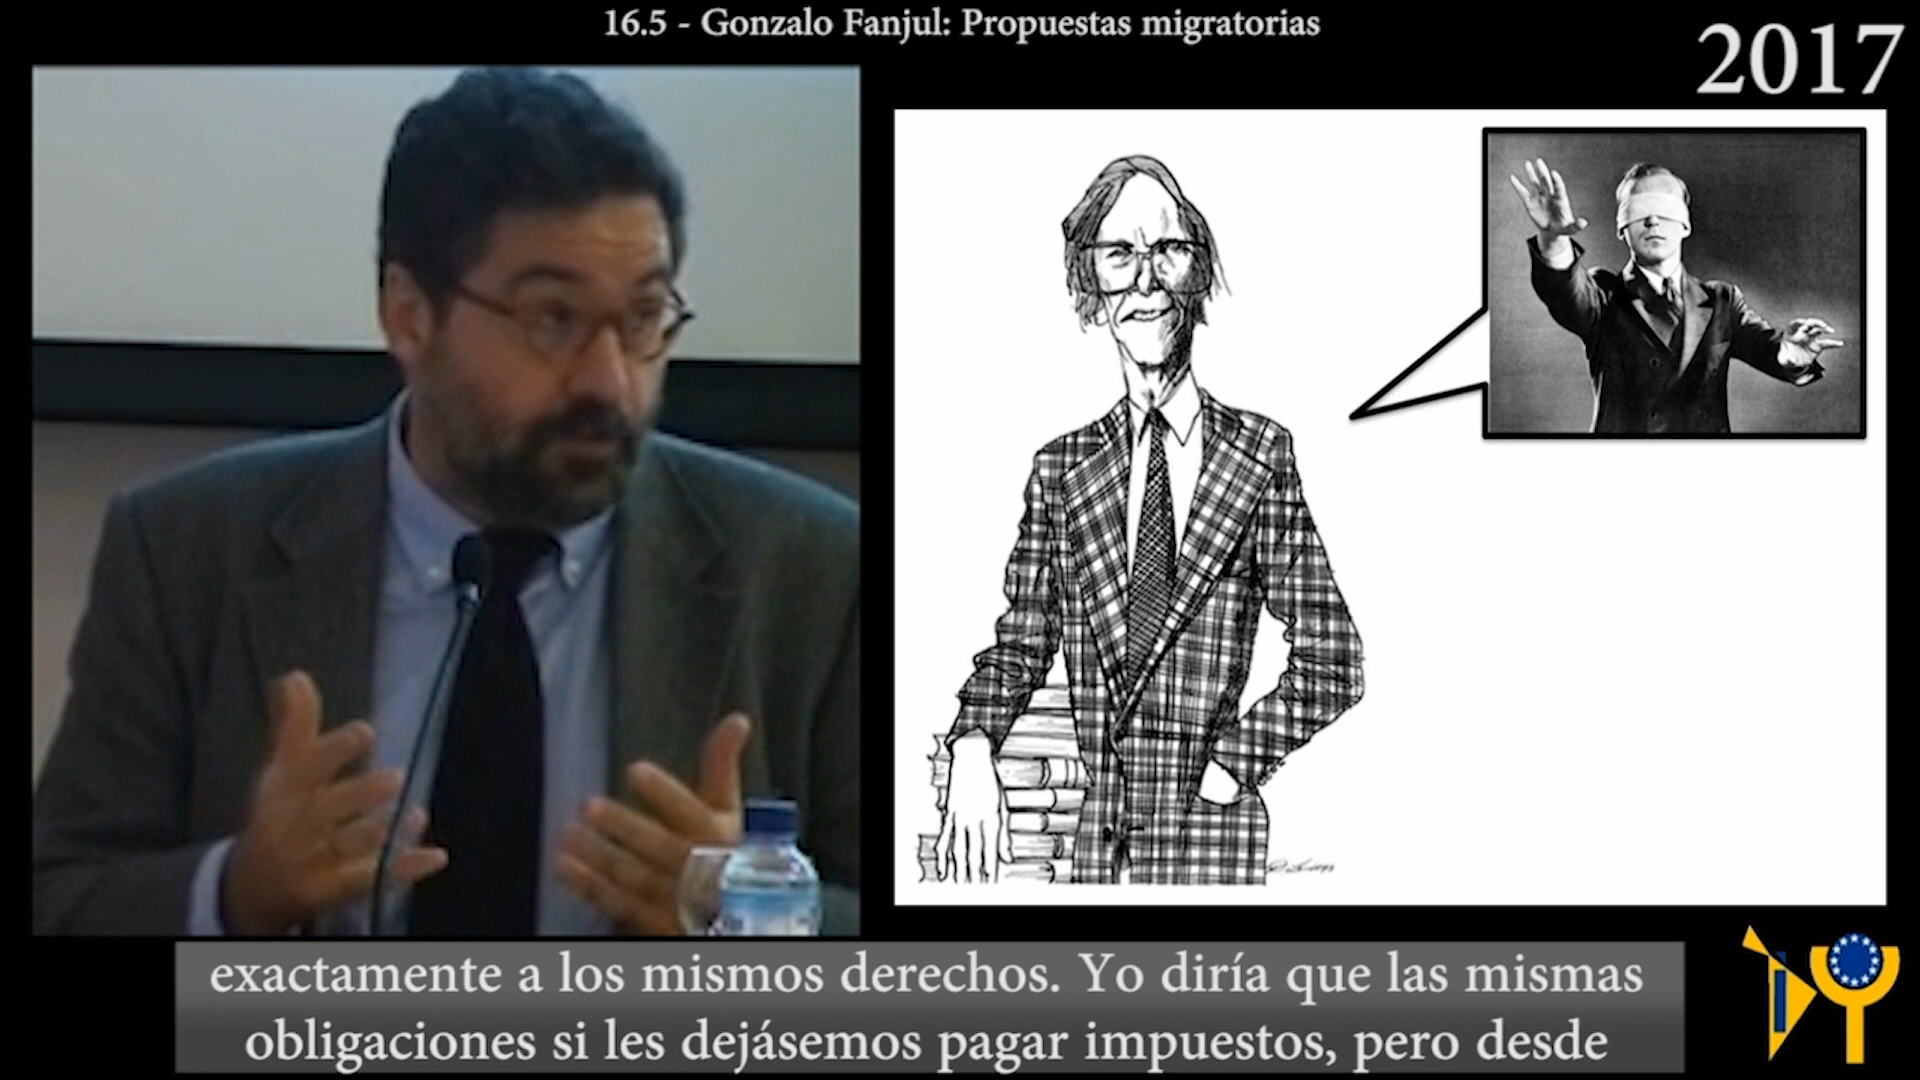 16.5 - Gonzalo Fanjul: Propuestas migratorias
2017
exactamente a los mismos derechos. Yo diría que las mismas
obligaciones si les dejásemos pagar impuestos, pero desde